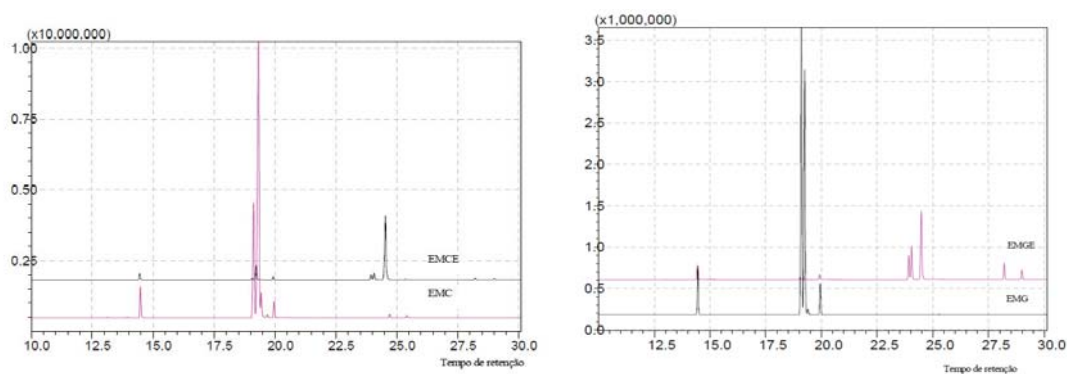 (x10,000,000)
1.00
0.75
0.50
0.25
EMCE
EMC
10.0 12.5 15.0 17.5 20.0 22.5 25.0 27.5 30.0
Tempo de retenção
(x1,000,000)
3.5
3.0
2.5
2.0
1.5
1.0
0.5
0.0
EMGE
EMG
12.5 15.0 17.5 20.0 22.5 25.0 27.5 30.0
Tempo de retenção